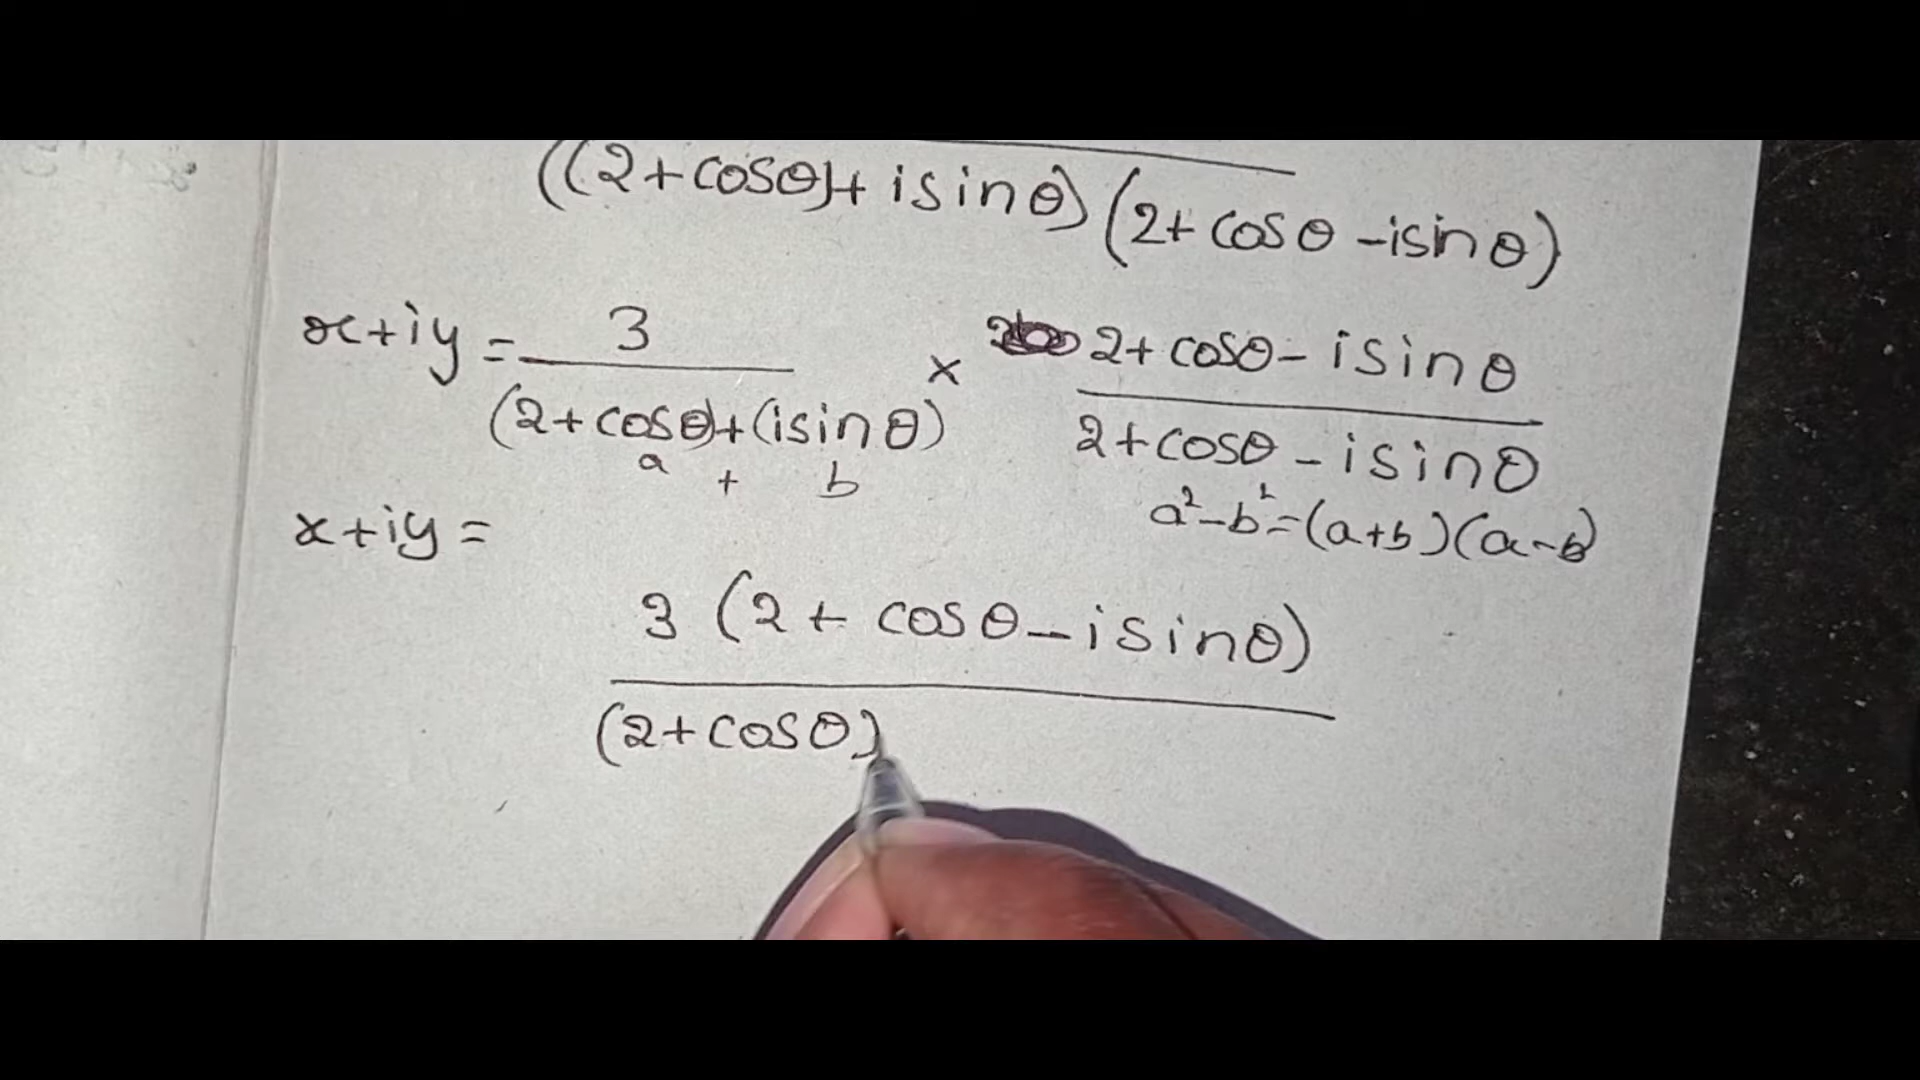 ((2+cosθ)+isinθ)(2+cosθ-isinθ)
x+iy = 3 / (2+cosθ)+(isinθ) × 2+cosθ-isinθ / 2+cosθ-isinθ
a + b
a²-b²=(a+b)(a-b)
x+iy =
3 (2+cosθ-isinθ)
(2+cosθ)